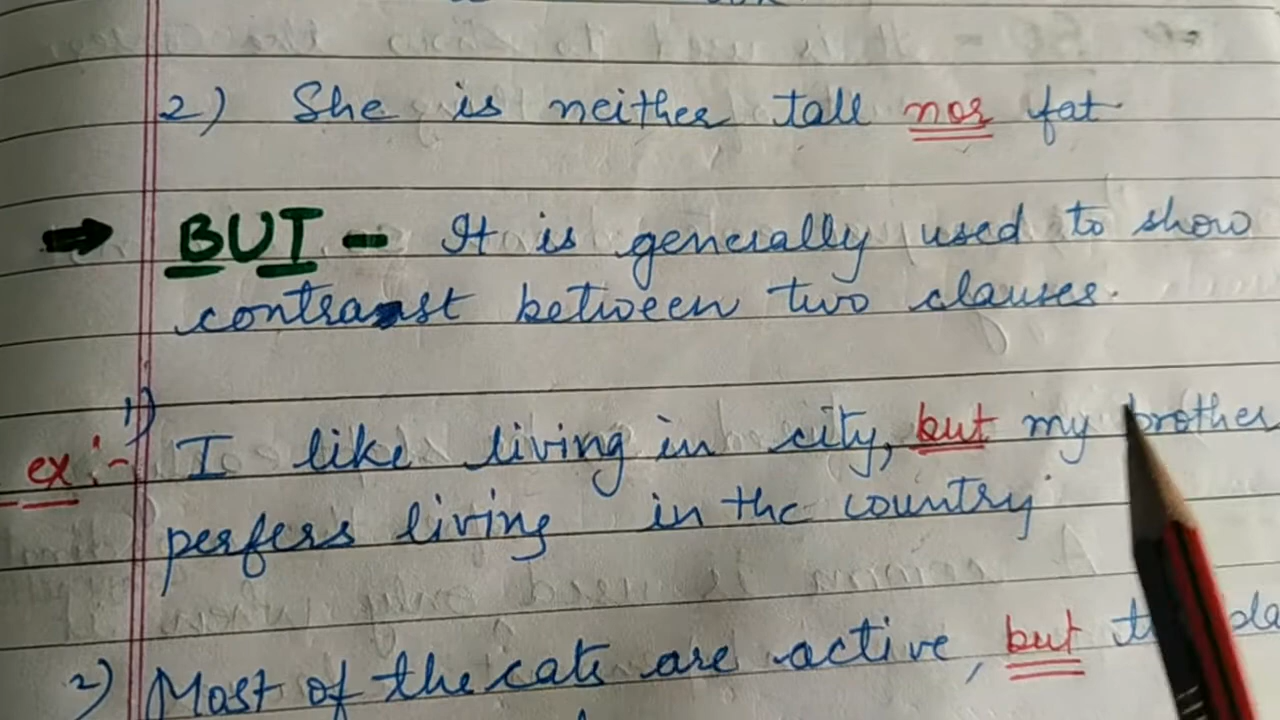 2) She is neither tall nor fat
→ BUT - It is generally used to show
contrast between two clauses.
ex:- 1) I like living in city, but my brother
perfers living in the country
2) Most of the cats are active, but